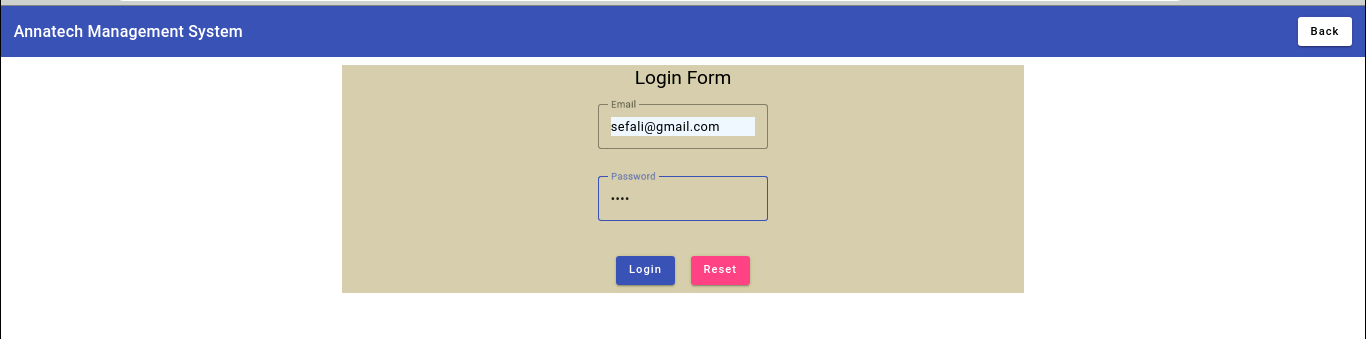 Annatech Management System
Back
Login Form
Email
sefali@gmail.com
Password
••••
Login
Reset